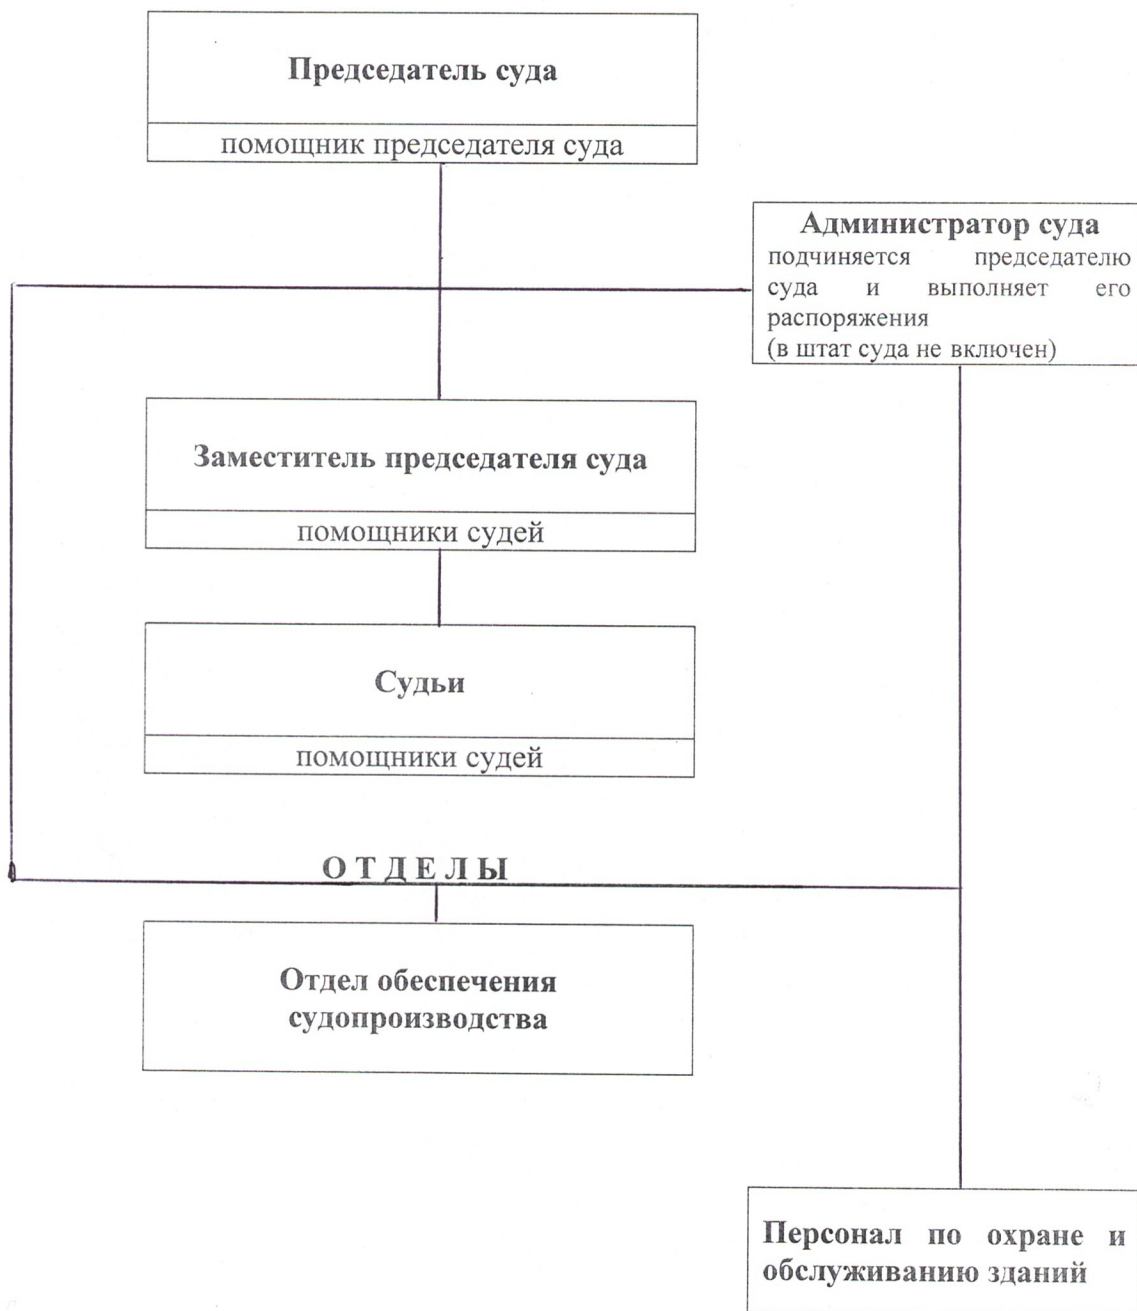 Председатель суда
помощник председателя суда
Администратор суда
подчиняется председателю
суда и выполняет его
распоряжения
(в штат суда не включен)
Заместитель председателя суда
помощники судей
Судьи
помощники судей
О Т Д Е Л Ы
Отдел обеспечения
судопроизводства
Персонал по охране и
обслуживанию зданий